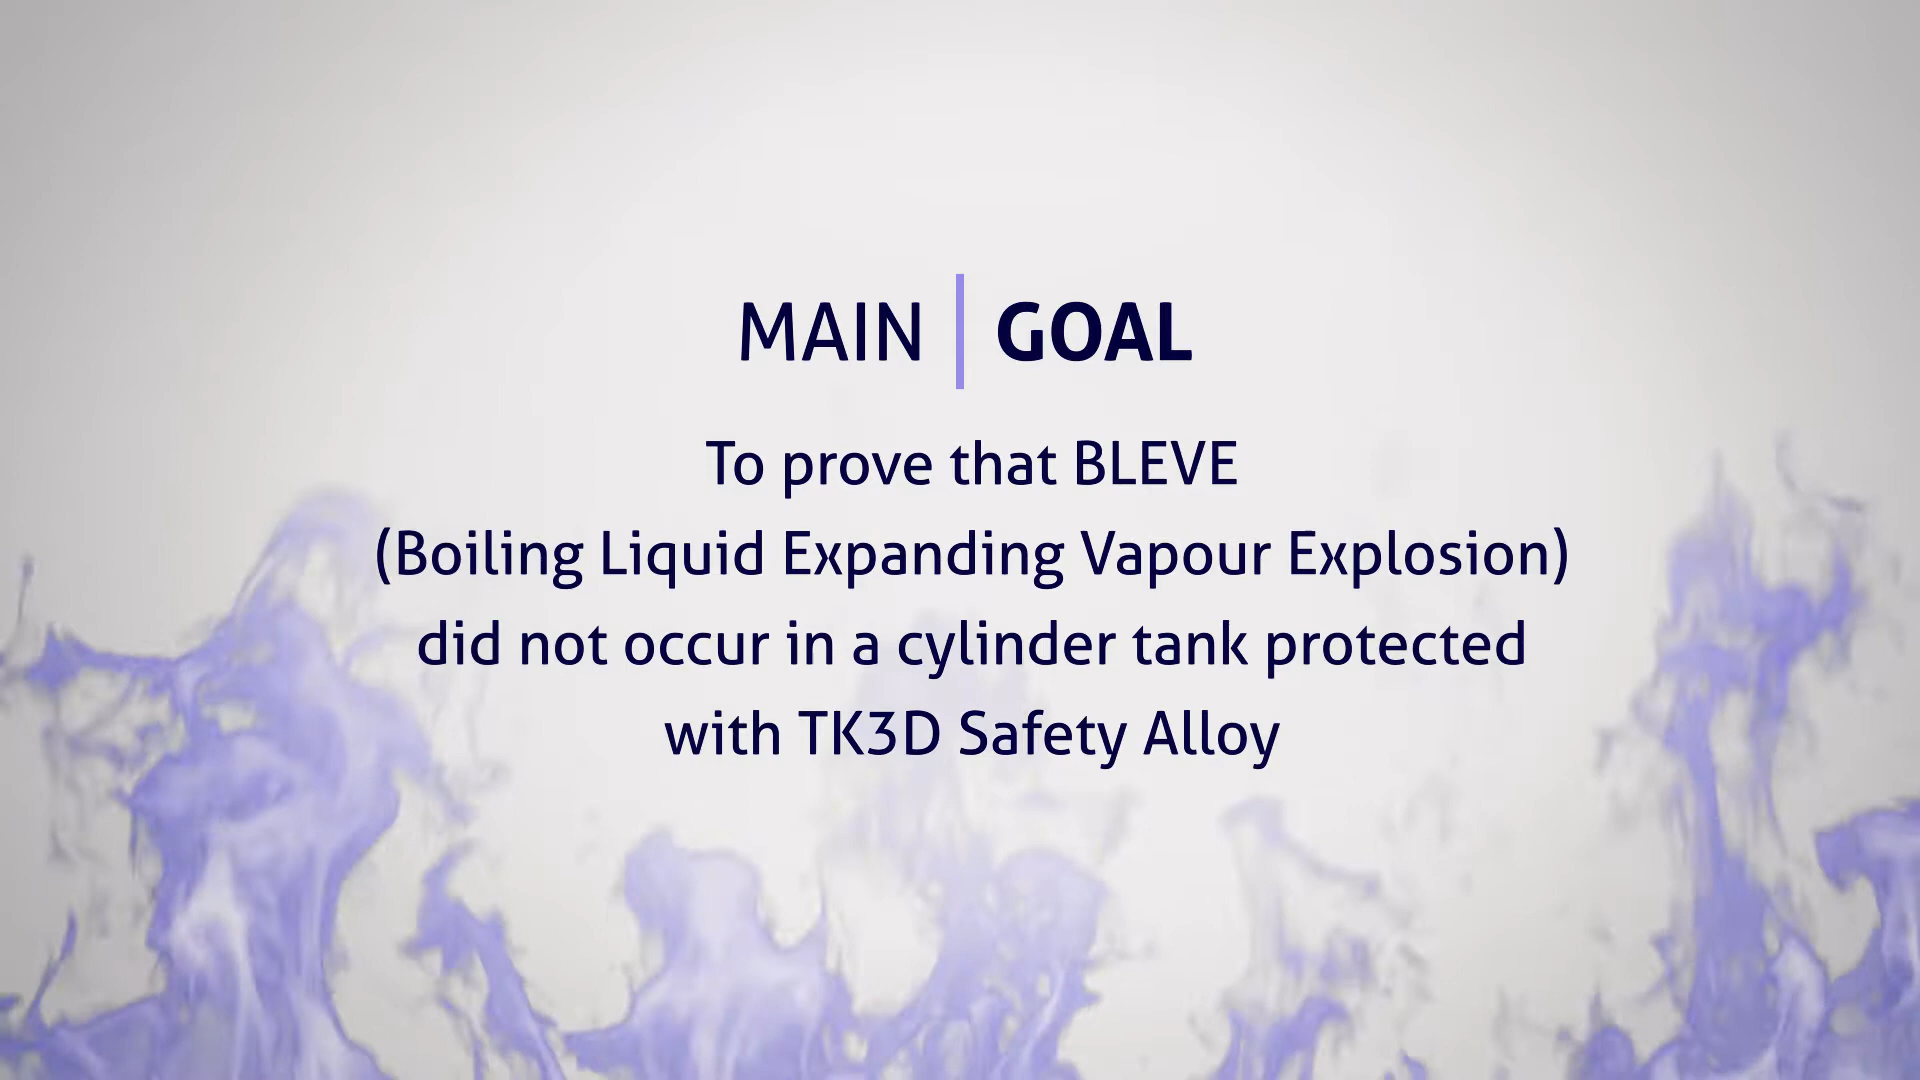 MAIN | GOAL
To prove that BLEVE
(Boiling Liquid Expanding Vapour Explosion)
did not occur in a cylinder tank protected
with TK3D Safety Alloy